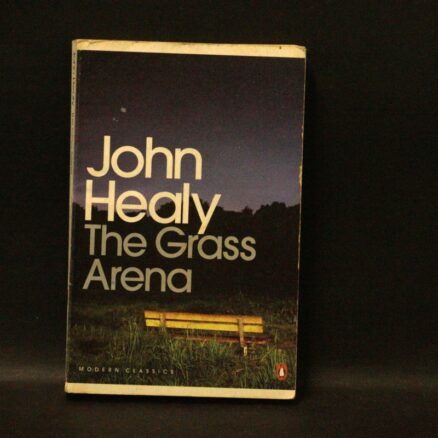 John
Healy
The Grass
Arena
MODERN CLASSICS